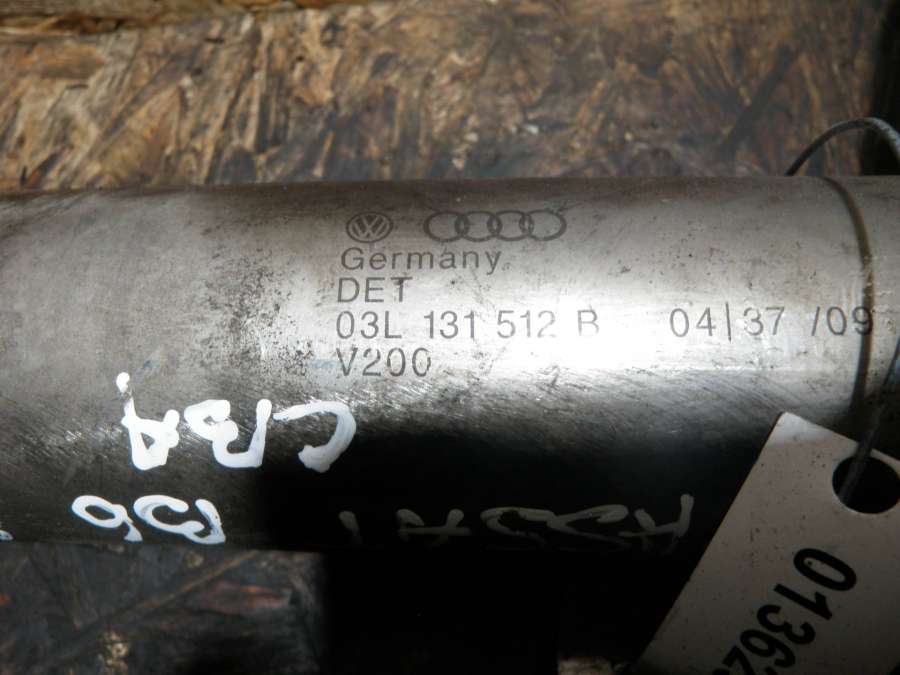 Germany
DET
03L 131 512 B 04|37 /09
V200
CBA
B6